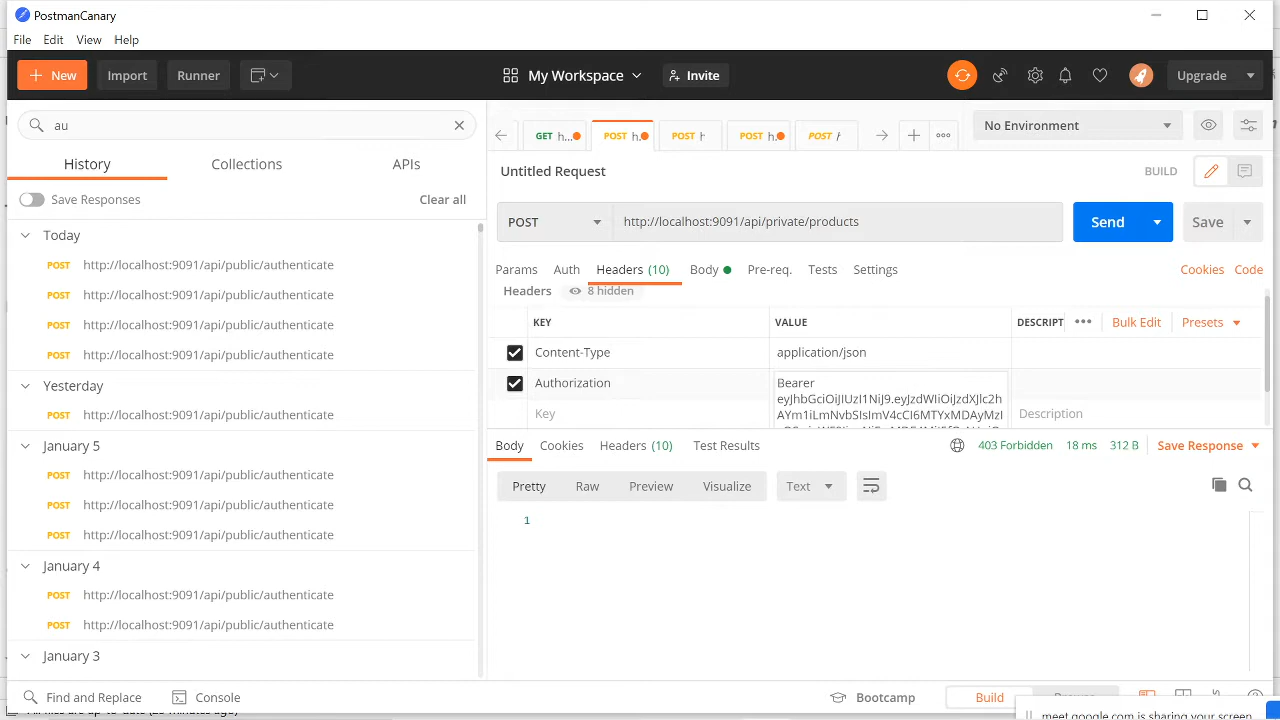 PostmanCanary
File Edit View Help
New Import Runner My Workspace Invite Upgrade
au
History Collections APIs
Save Responses Clear all
Today
POST http://localhost:9091/api/public/authenticate
POST http://localhost:9091/api/public/authenticate
POST http://localhost:9091/api/public/authenticate
POST http://localhost:9091/api/public/authenticate
Yesterday
POST http://localhost:9091/api/public/authenticate
January 5
POST http://localhost:9091/api/public/authenticate
POST http://localhost:9091/api/public/authenticate
POST http://localhost:9091/api/public/authenticate
January 4
POST http://localhost:9091/api/public/authenticate
POST http://localhost:9091/api/public/authenticate
January 3
GET h... POST h. POST h POST h. POST No Environment
Untitled Request BUILD
POST http://localhost:9091/api/private/products Send Save
Params Auth Headers (10) Body Pre-req. Tests Settings Cookies Code
Headers 8 hidden
KEY VALUE DESCRIPT Bulk Edit Presets
Content-Type application/json
Authorization Bearer
eyJhbGciOiJIUzI1NiJ9.eyJzdWIiOiJzdXJlc2h
Key Description
Body Cookies Headers (10) Test Results 403 Forbidden 18 ms 312 B Save Response
Pretty Raw Preview Visualize Text
1
Find and Replace Console Bootcamp Build
meet.google.com is sharing your screen